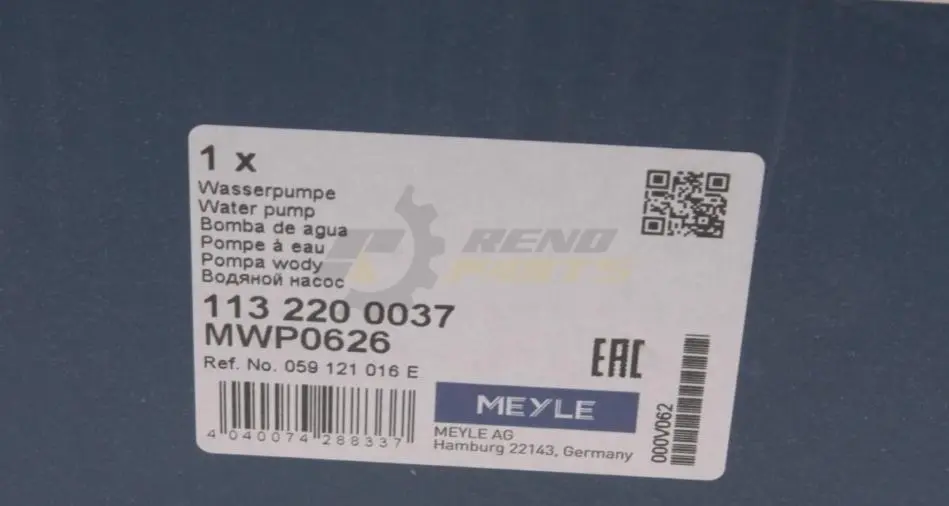 1 x
Wasserpumpe
Water pump
Bomba de agua
Pompe à eau
Pompa wody
Водяной насос
RENO
PARTS
113 220 0037
MWP0626
Ref. No. 059 121 016 E
4 040074 288337
EAC
MEYLE
MEYLE AG
Hamburg 22143, Germany
000V062